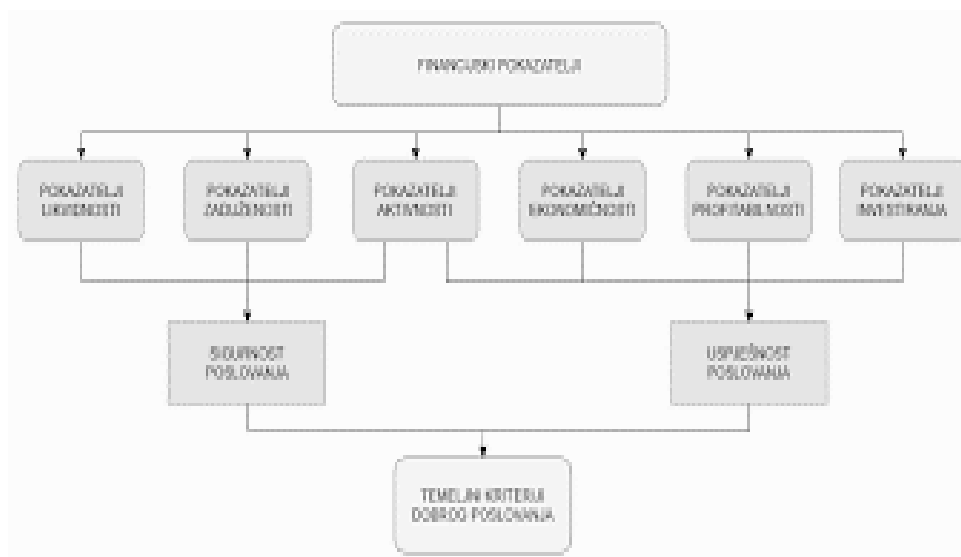 FINANCIJSKI POKAZATELJI
POKAZATELJI
LIKVIDNOSTI
POKAZATELJI
ZADUŽENOSTI
POKAZATELJI
AKTIVNOSTI
POKAZATELJI
EKONOMIČNOSTI
POKAZATELJI
PROFITABILNOSTI
POKAZATELJI
INVESTIRANJA
SIGURNOST
POSLOVANJA
USPJEŠNOST
POSLOVANJA
TEMELJNI KRITERIJI
DOBROG POSLOVANJA